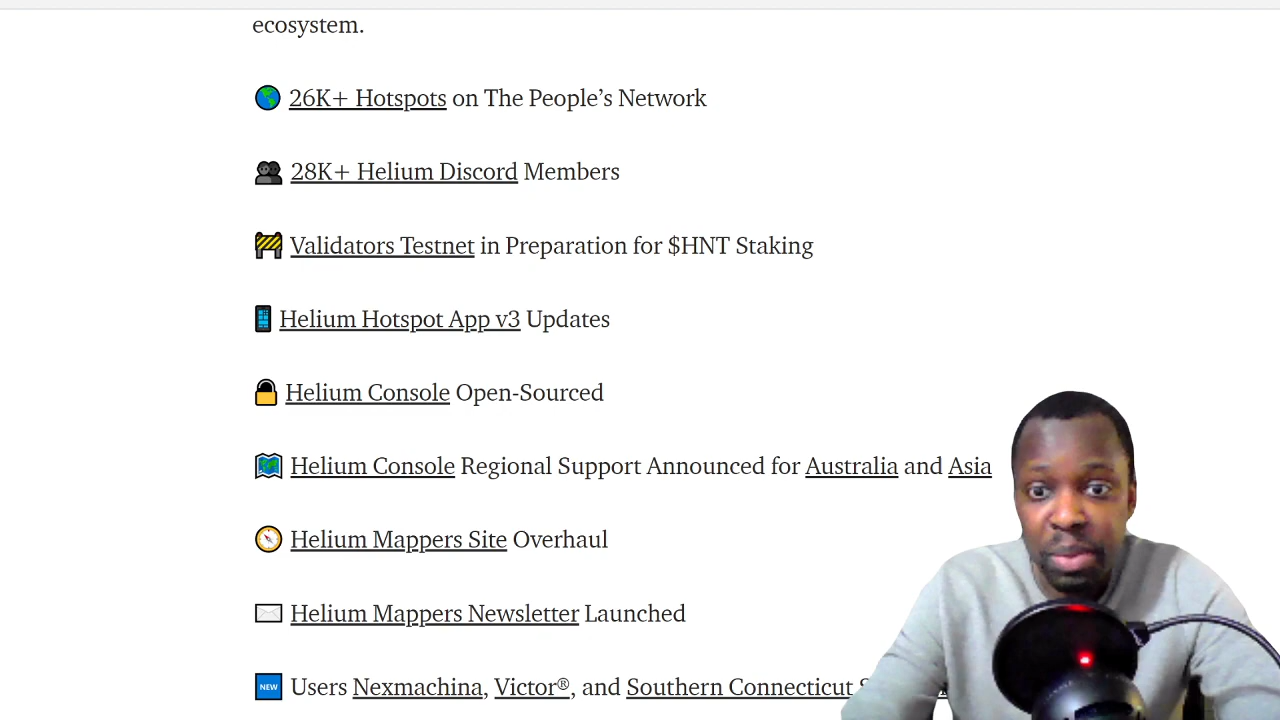 ecosystem.
26K+ Hotspots on The People’s Network
28K+ Helium Discord Members
Validators Testnet in Preparation for $HNT Staking
Helium Hotspot App v3 Updates
Helium Console Open-Sourced
Helium Console Regional Support Announced for Australia and Asia
Helium Mappers Site Overhaul
Helium Mappers Newsletter Launched
NEW Users Nexmachina, Victor®, and Southern Connecticut